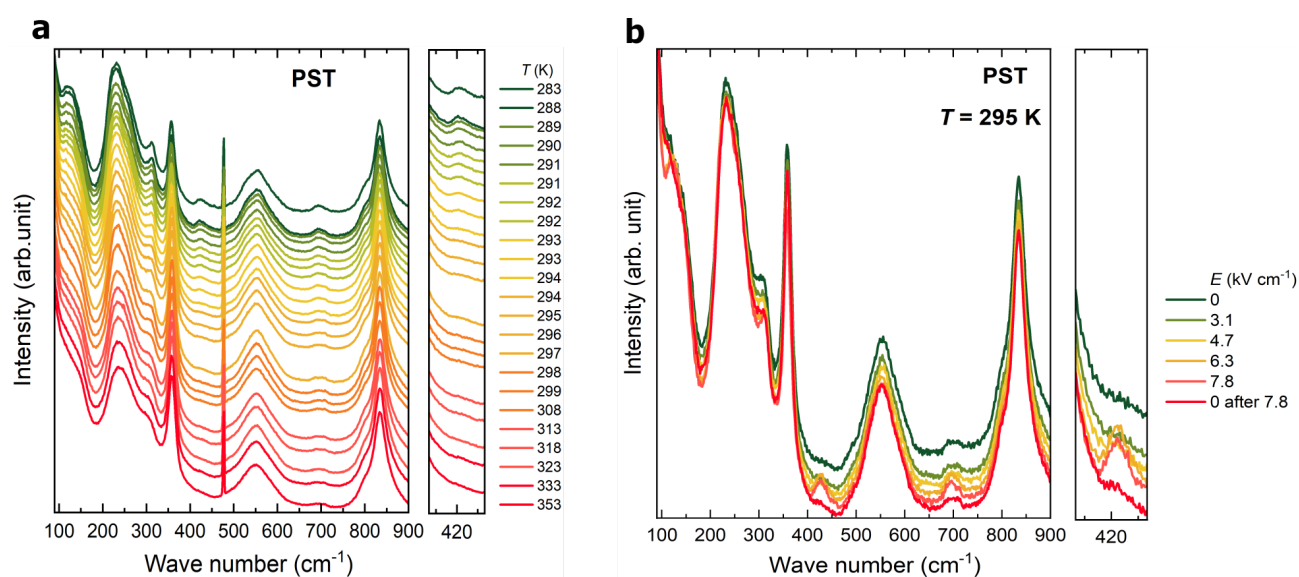 a
PST
Intensity (arb. unit)
100 200 300 400 500 600 700 800 900
420
Wave number (cm⁻¹)
T (K)
283
288
289
290
291
291
292
292
293
293
294
294
295
296
297
298
299
308
313
318
323
333
353
b
PST
T = 295 K
Intensity (arb. unit)
100 200 300 400 500 600 700 800 900
420
Wave number (cm⁻¹)
E (kV cm⁻¹)
0
3.1
4.7
6.3
7.8
0 after 7.8